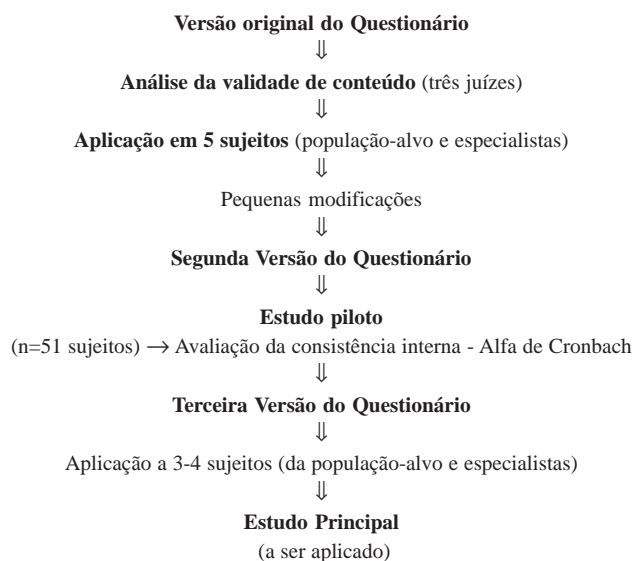 Versão original do Questionário
⇓
Análise da validade de conteúdo (três juízes)
⇓
Aplicação em 5 sujeitos (população-alvo e especialistas)
⇓
Pequenas modificações
⇓
Segunda Versão do Questionário
⇓
Estudo piloto
(n=51 sujeitos) → Avaliação da consistência interna - Alfa de Cronbach
⇓
Terceira Versão do Questionário
⇓
Aplicação a 3-4 sujeitos (da população-alvo e especialistas)
⇓
Estudo Principal
(a ser aplicado)